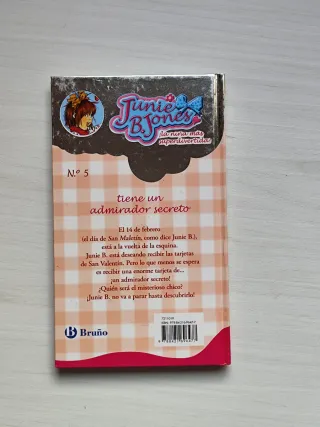 Junie
B. Jones
La niña más
superdivertida
N.º 5
tiene un
admirador secreto
El 14 de febrero
(el día de San Maletín, como dice Junie B.),
está a la vuelta de la esquina.
Junie B. está deseando recibir las tarjetas
de San Valentín. Pero lo que menos se espera
es recibir una enorme tarjeta de...
¡un admirador secreto!
¿Quién será el misterioso chico?
¡Junie B. no va a parar hasta descubrirlo!
Bruño